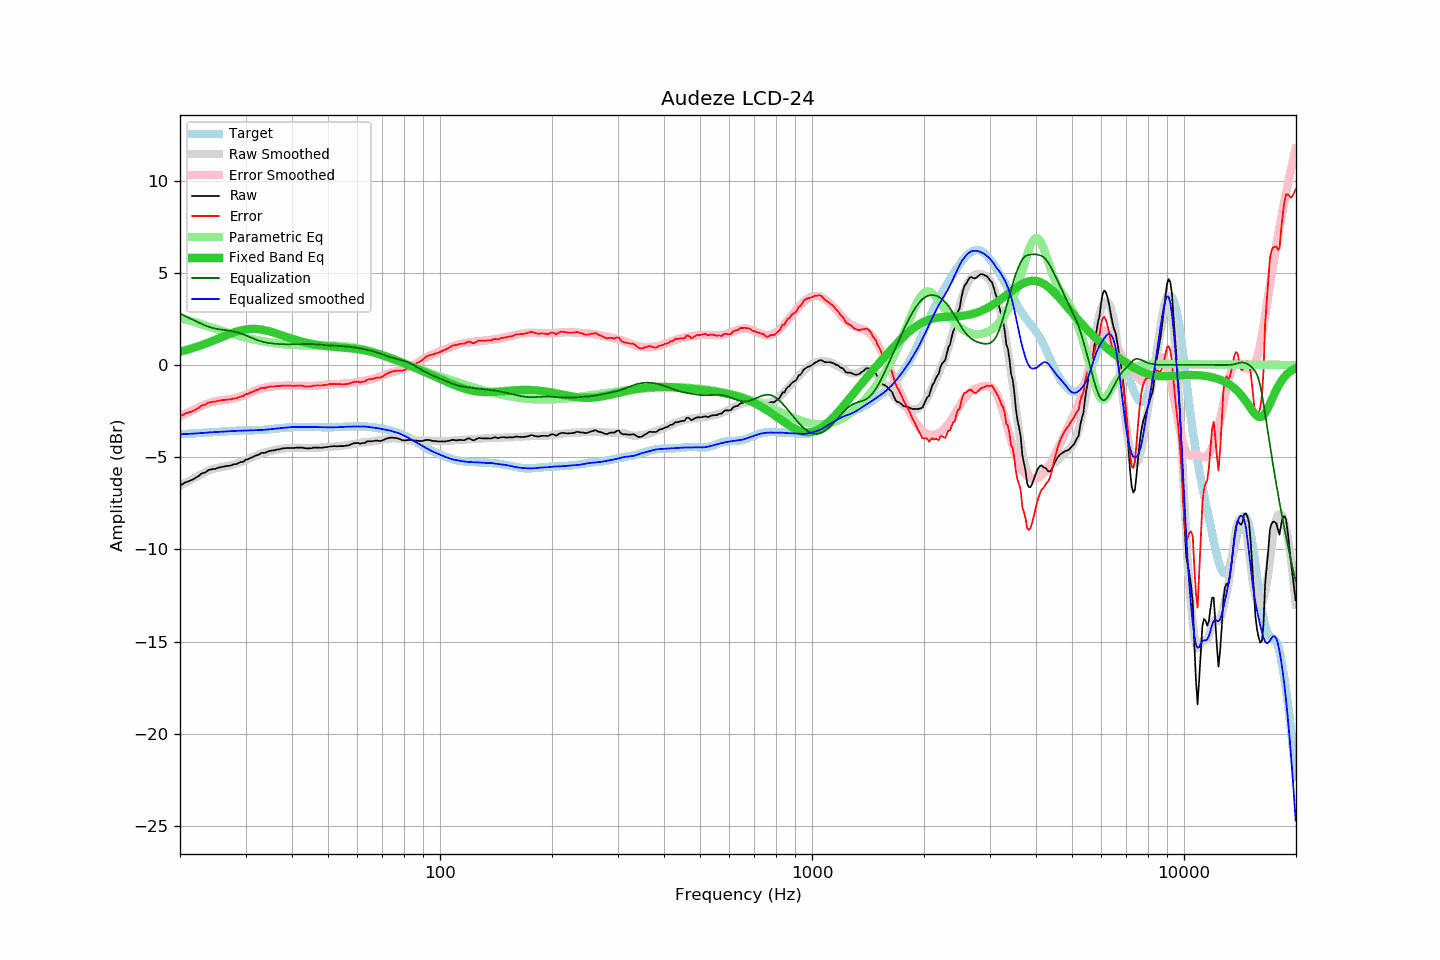 Audeze LCD-24
Target
Raw Smoothed
Error Smoothed
Raw
Error
Parametric Eq
Fixed Band Eq
Equalization
Equalized smoothed
10
5
0
−5
−10
−15
−20
−25
Amplitude (dBr)
100 1000 10000
Frequency (Hz)